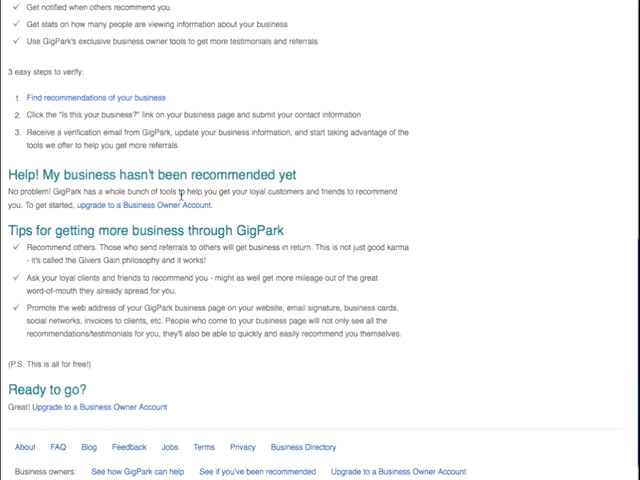 Get notified when others recommend you
Get stats on how many people are viewing information about your business
Use GigPark's exclusive business owner tools to get more testimonials and referrals
3 easy steps to verify:
1. Find recommendations of your business
2. Click the "Is this your business?" link on your business page and submit your contact information
3. Receive a verification email from GigPark, update your business information, and start taking advantage of the
tools we offer to help you get more referrals
Help! My business hasn't been recommended yet
No problem! GigPark has a whole bunch of tools to help you get your loyal customers and friends to recommend
you. To get started, upgrade to a Business Owner Account.
Tips for getting more business through GigPark
Recommend others. Those who send referrals to others will get business in return. This is not just good karma
- it's called the Givers Gain philosophy and it works!
Ask your loyal clients and friends to recommend you - might as well get more mileage out of the great
word-of-mouth they already spread for you.
Promote the web address of your GigPark business page on your website, email signature, business cards,
social networks, invoices to clients, etc. People who come to your business page will not only see all the
recommendations/testimonials for you, they'll also be able to quickly and easily recommend you themselves.
(P.S. This is all for free!)
Ready to go?
Great! Upgrade to a Business Owner Account
About FAQ Blog Feedback Jobs Terms Privacy Business Directory
Business owners: See how GigPark can help See if you've been recommended Upgrade to a Business Owner Account